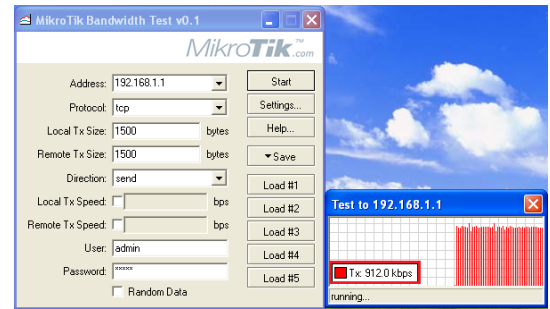 MikroTik Bandwidth Test v0.1
MikroTik™.com
Address: 192.168.1.1
Start
Protocol: tcp
Settings...
Local Tx Size: 1500 bytes
Help...
Remote Tx Size: 1500 bytes
Save
Direction: send
Load #1
Local Tx Speed: bps
Load #2
Remote Tx Speed: bps
Load #3
User: admin
Load #4
Password: xxxxx
Load #5
Random Data
Test to 192.168.1.1
Tx: 912.0 kbps
running...